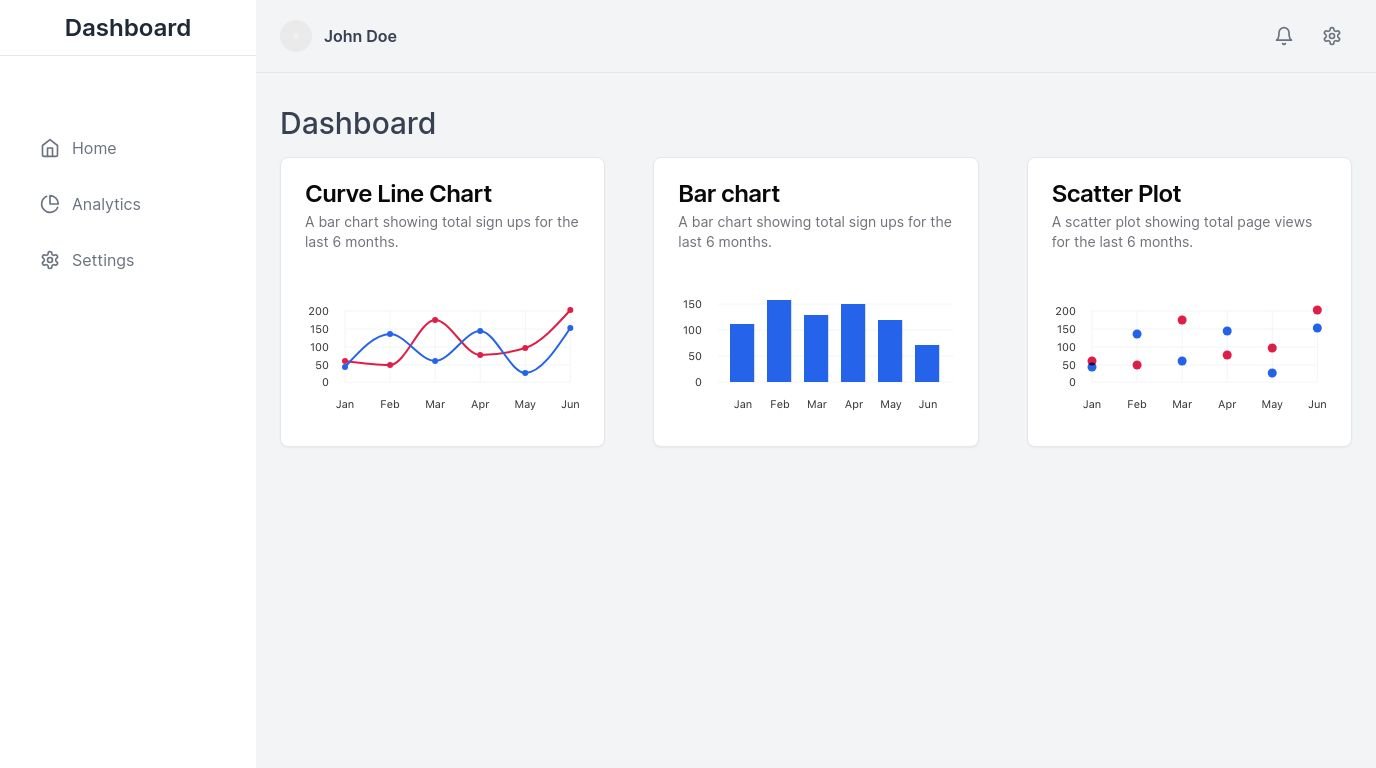 Dashboard
John Doe
Home
Analytics
Settings
Dashboard
Curve Line Chart
A bar chart showing total sign ups for the
last 6 months.
200
150
100
50
0
Jan Feb Mar Apr May Jun
Bar chart
A bar chart showing total sign ups for the
last 6 months.
150
100
50
0
Jan Feb Mar Apr May Jun
Scatter Plot
A scatter plot showing total page views
for the last 6 months.
200
150
100
50
0
Jan Feb Mar Apr May Jun